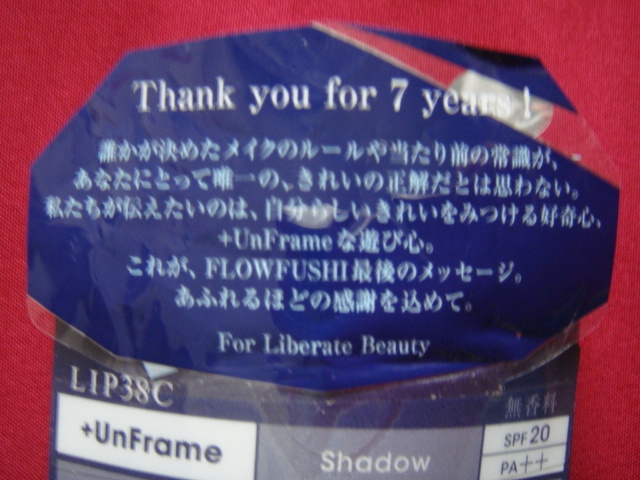 Thank you for 7 years!
誰かが決めたメイクのルールや当たり前の常識が、
あなたにとって唯一の、きれいの正解だとは思わない。
私たちが伝えたいのは、自分らしいきれいをみつける好奇心、
+UnFrameな遊び心。
これが、FLOWFUSHI最後のメッセージ。
あふれるほどの感謝を込めて。
For Liberate Beauty
LIP38C
無香料
+UnFrame
Shadow
SPF20
PA++